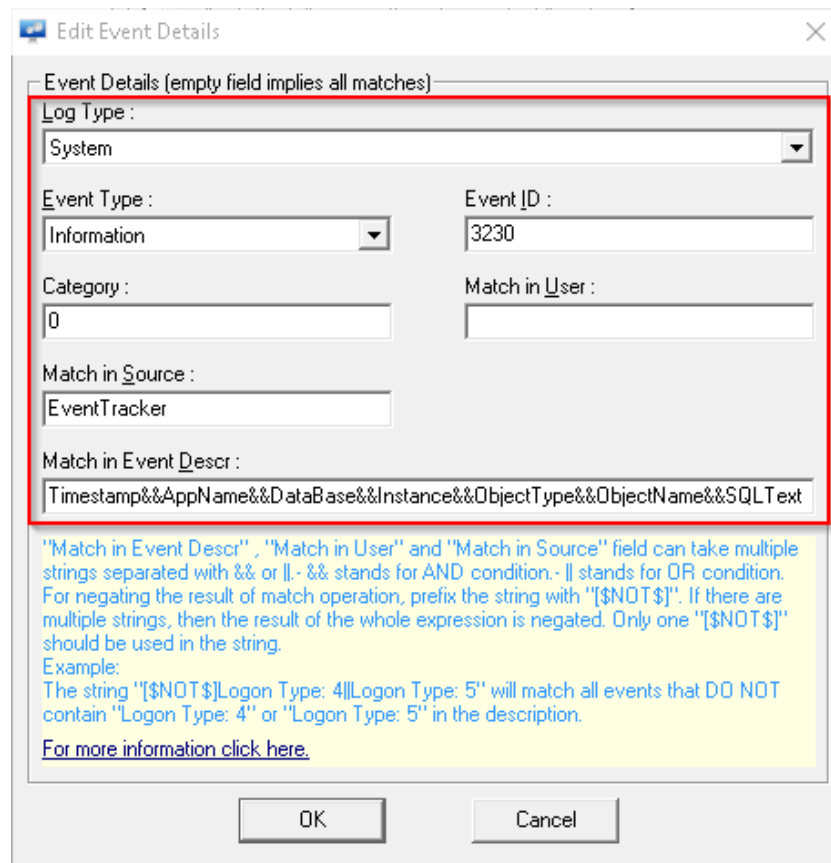 Edit Event Details
Event Details (empty field implies all matches)
Log Type :
System
Event Type :
Event ID :
Information
3230
Category :
Match in User :
0
Match in Source :
EventTracker
Match in Event Descr :
Timestamp&&AppName&&DataBase&&Instance&&ObjectType&&ObjectName&&SQLText
"Match in Event Descr" , "Match in User" and "Match in Source" field can take multiple
strings separated with && or ||.- && stands for AND condition.- || stands for OR condition.
For negating the result of match operation, prefix the string with "[$NOT$]". If there are
multiple strings, then the result of the whole expression is negated. Only one "[$NOT$]"
should be used in the string.
Example:
The string "[$NOT$]Logon Type: 4||Logon Type: 5" will match all events that DO NOT
contain "Logon Type: 4" or "Logon Type: 5" in the description.
For more information click here.
OK
Cancel